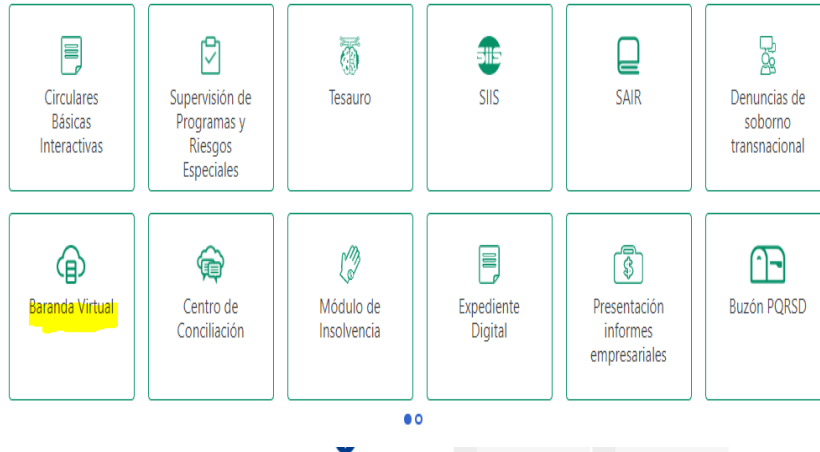 Circulares
Básicas
Interactivas
Supervisión de
Programas y
Riesgos
Especiales
Tesauro
SIIS
SIIS
SAIR
Denuncias de
soborno
transnacional
Baranda Virtual
Centro de
Conciliación
Módulo de
Insolvencia
Expediente
Digital
Presentación
informes
empresariales
Buzón PQRSD